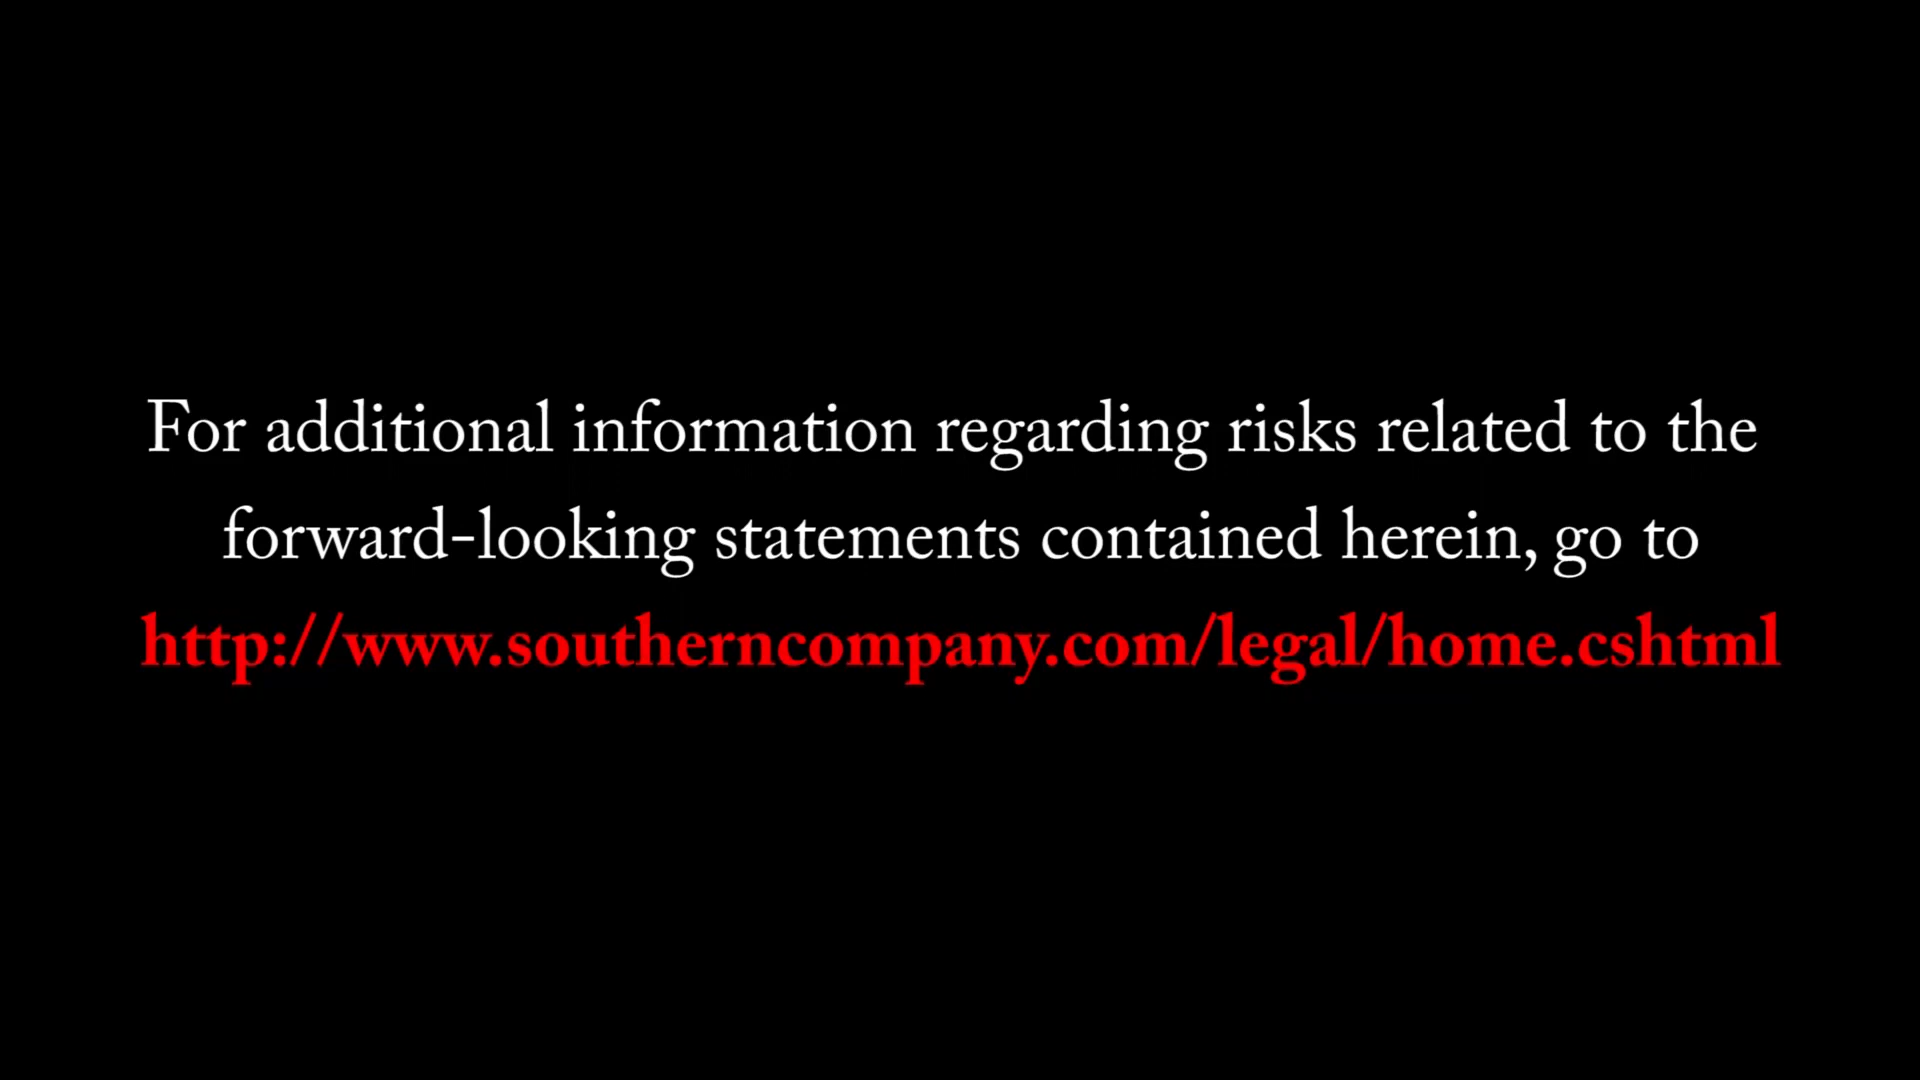 For additional information regarding risks related to the
forward-looking statements contained herein, go to
http://www.southerncompany.com/legal/home.cshtml